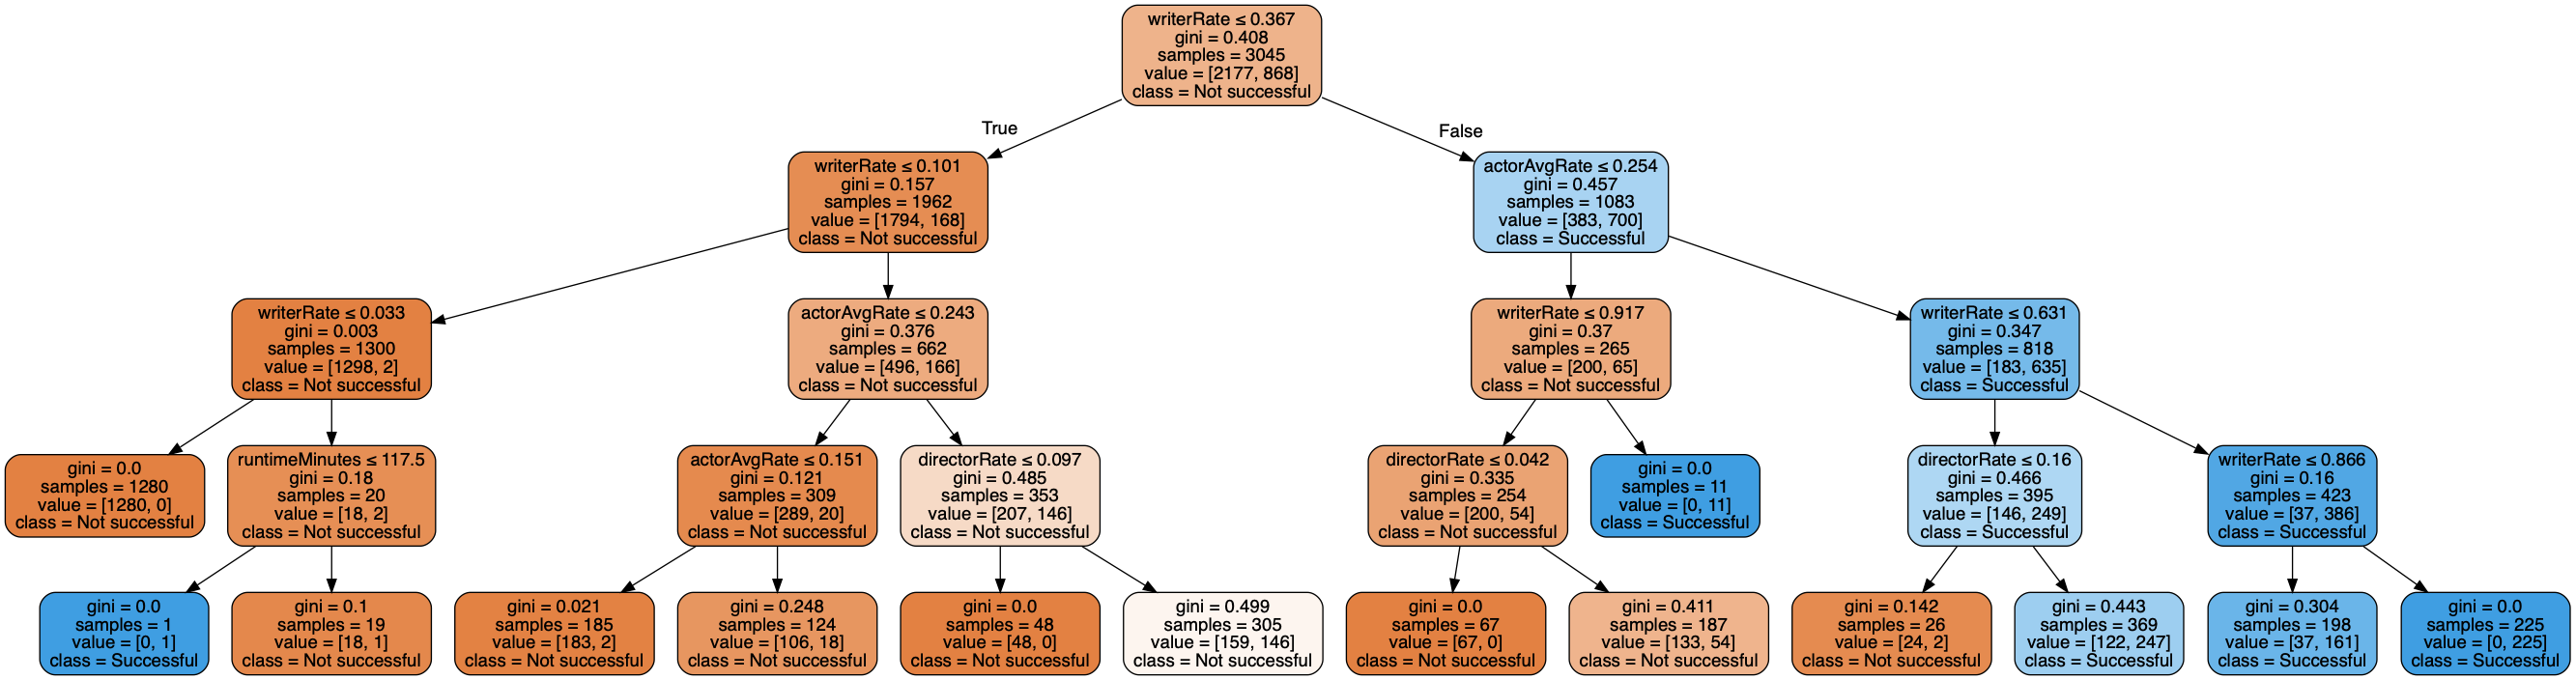 writerRate ≤ 0.367
gini = 0.408
samples = 3045
value = [2177, 868]
class = Not successful
True
False
writerRate ≤ 0.101
gini = 0.157
samples = 1962
value = [1794, 168]
class = Not successful
actorAvgRate ≤ 0.254
gini = 0.457
samples = 1083
value = [383, 700]
class = Successful
writerRate ≤ 0.033
gini = 0.003
samples = 1300
value = [1298, 2]
class = Not successful
actorAvgRate ≤ 0.243
gini = 0.376
samples = 662
value = [496, 166]
class = Not successful
writerRate ≤ 0.917
gini = 0.37
samples = 265
value = [200, 65]
class = Not successful
writerRate ≤ 0.631
gini = 0.347
samples = 818
value = [183, 635]
class = Successful
gini = 0.0
samples = 1280
value = [1280, 0]
class = Not successful
runtimeMinutes ≤ 117.5
gini = 0.18
samples = 20
value = [18, 2]
class = Not successful
actorAvgRate ≤ 0.151
gini = 0.121
samples = 309
value = [289, 20]
class = Not successful
directorRate ≤ 0.097
gini = 0.485
samples = 353
value = [207, 146]
class = Not successful
directorRate ≤ 0.042
gini = 0.335
samples = 254
value = [200, 54]
class = Not successful
gini = 0.0
samples = 11
value = [0, 11]
class = Successful
directorRate ≤ 0.16
gini = 0.466
samples = 395
value = [146, 249]
class = Successful
writerRate ≤ 0.866
gini = 0.16
samples = 423
value = [37, 386]
class = Successful
gini = 0.0
samples = 1
value = [0, 1]
class = Successful
gini = 0.1
samples = 19
value = [18, 1]
class = Not successful
gini = 0.021
samples = 185
value = [183, 2]
class = Not successful
gini = 0.248
samples = 124
value = [106, 18]
class = Not successful
gini = 0.0
samples = 48
value = [48, 0]
class = Not successful
gini = 0.499
samples = 305
value = [159, 146]
class = Not successful
gini = 0.0
samples = 67
value = [67, 0]
class = Not successful
gini = 0.411
samples = 187
value = [133, 54]
class = Not successful
gini = 0.142
samples = 26
value = [24, 2]
class = Not successful
gini = 0.443
samples = 369
value = [122, 247]
class = Successful
gini = 0.304
samples = 198
value = [37, 161]
class = Successful
gini = 0.0
samples = 225
value = [0, 225]
class = Successful